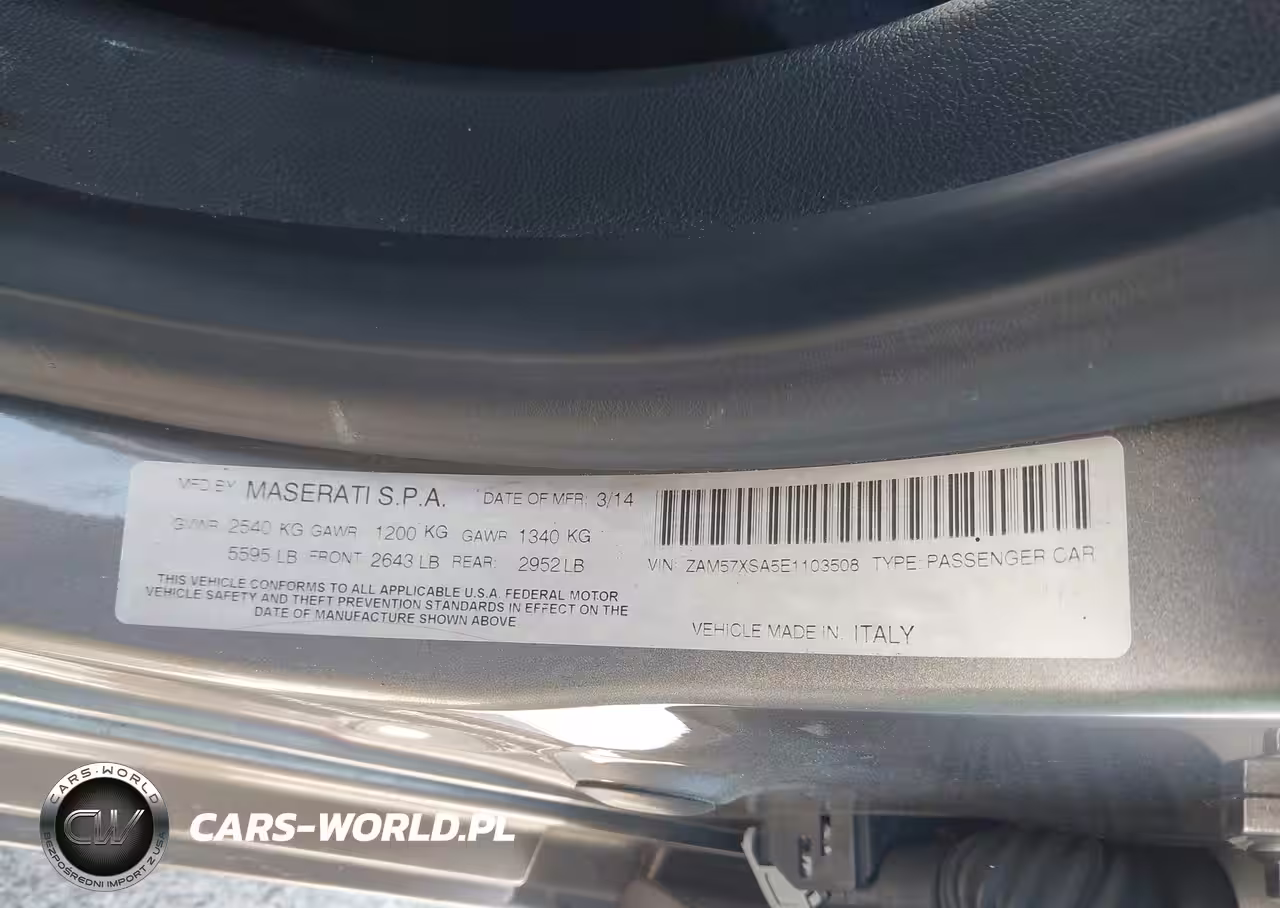 MFD BY MASERATI S.P.A. DATE OF MFR: 3/14
GVWR 2540 KG GAWR 1200 KG GAWR 1340 KG
5595 LB FRONT 2643 LB REAR: 2952 LB
THIS VEHICLE CONFORMS TO ALL APPLICABLE U.S.A. FEDERAL MOTOR
VEHICLE SAFETY AND THEFT PREVENTION STANDARDS IN EFFECT ON THE
DATE OF MANUFACTURE SHOWN ABOVE
VIN: ZAM57XSA5E1103508 TYPE: PASSENGER CAR
VEHICLE MADE IN: ITALY
CARS-WORLD
CW
BEZPOŚREDNI IMPORT Z USA
CARS-WORLD.PL